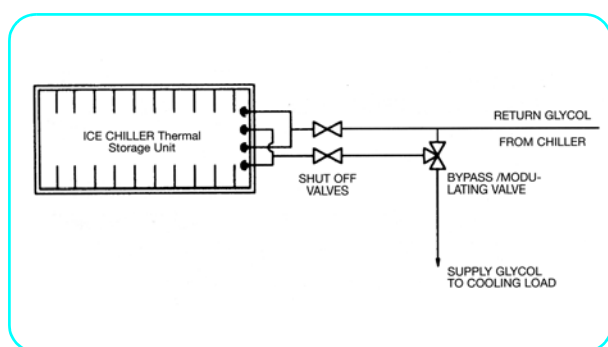 ICE CHILLER Thermal
Storage Unit
RETURN GLYCOL
FROM CHILLER
SHUT OFF
VALVES
BYPASS /MODU-
LATING VALVE
SUPPLY GLYCOL
TO COOLING LOAD